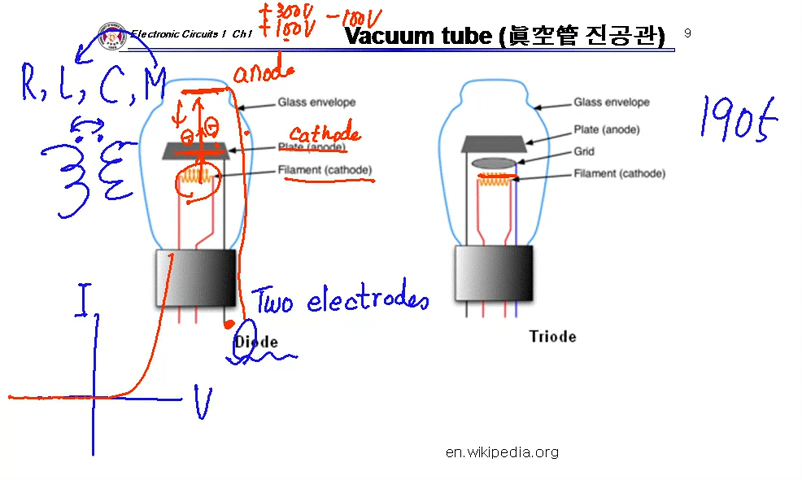 +300V
+100V -100V
Electronic Circuits 1 Ch1
Vacuum tube (眞空管 진공관)
9
R, L, C, M
anode
Glass envelope
cathode
Plate (anode)
Filament (cathode)
I
V
Two electrodes
Diode
Glass envelope
Plate (anode)
Grid
Filament (cathode)
Triode
1905
en.wikipedia.org